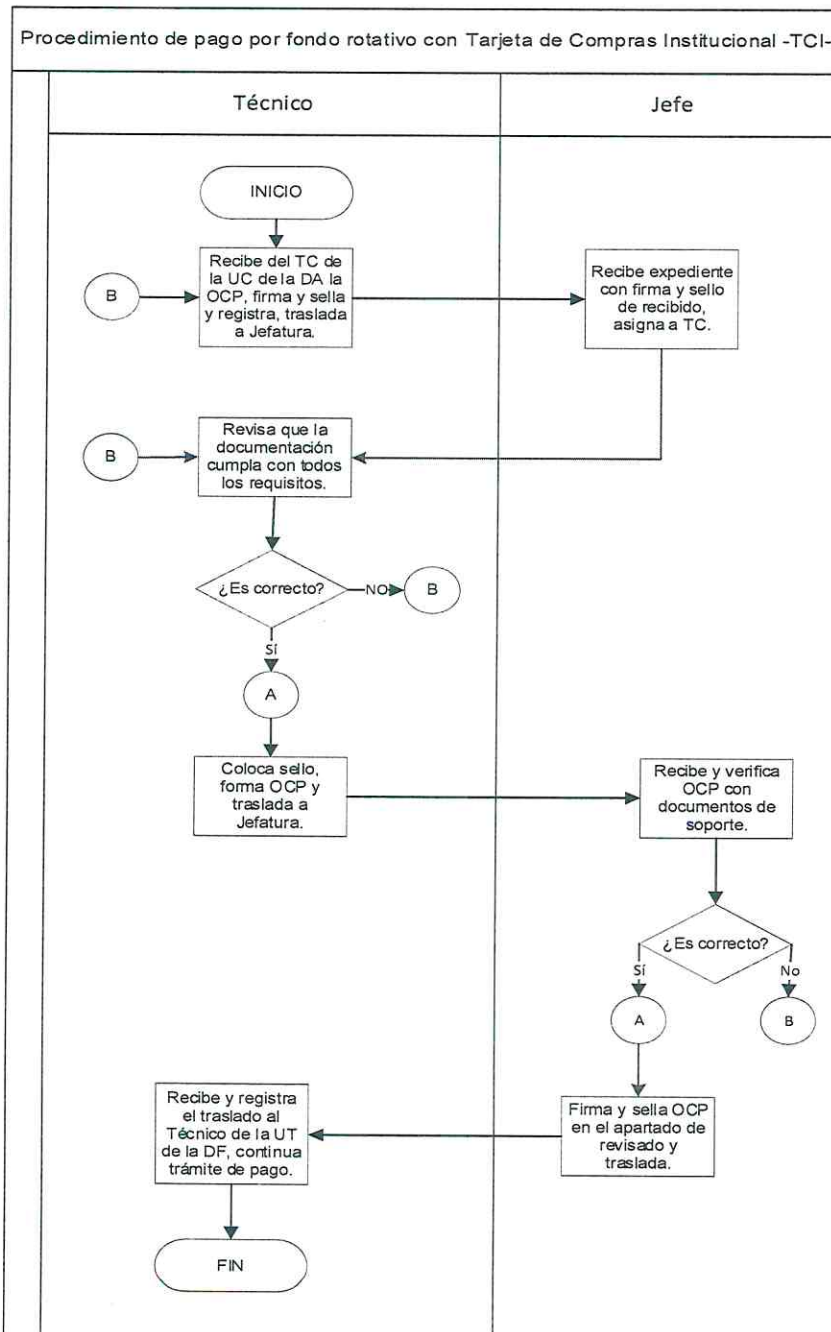 Procedimiento de pago por fondo rotativo con Tarjeta de Compras Institucional -TCI-
Técnico
Jefe
INICIO
B
Recibe del TC de
la UC de la DA la
OCP, firma y sella
y registra, traslada
a Jefatura.
Recibe expediente
con firma y sello
de recibido,
asigna a TC.
B
Revisa que la
documentación
cumpla con todos
los requisitos.
¿Es correcto?
NO
B
Sí
A
Coloca sello,
forma OCP y
traslada a
Jefatura.
Recibe y verifica
OCP con
documentos de
soporte.
¿Es correcto?
Sí
No
A
B
Recibe y registra
el traslado al
Técnico de la UT
de la DF, continua
trámite de pago.
Firma y sella OCP
en el apartado de
revisado y
traslada.
FIN